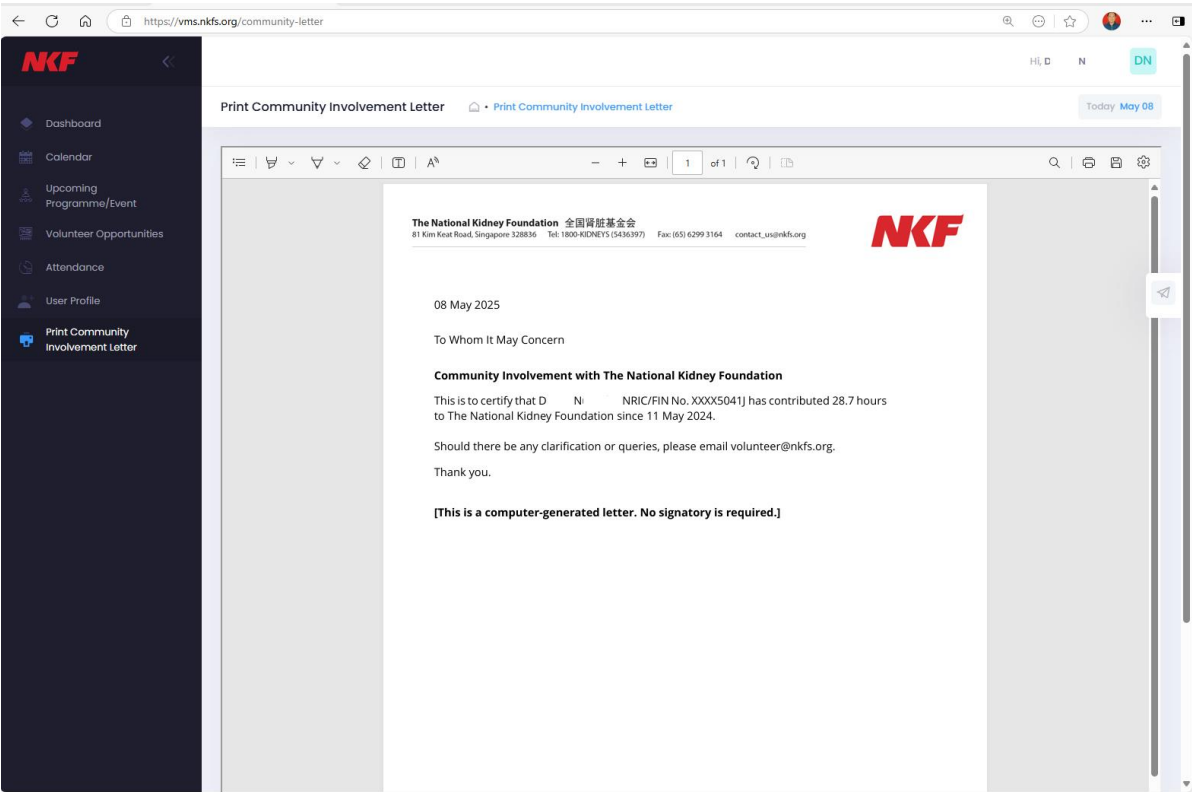 https://vms.nkfs.org/community-letter
NKF
Hi, D N
DN
Print Community Involvement Letter
Print Community Involvement Letter
Today May 08
Dashboard
Calendar
Upcoming
Programme/Event
Volunteer Opportunities
Attendance
User Profile
Print Community
Involvement Letter
1 of 1
The National Kidney Foundation 全国肾脏基金会
81 Kim Keat Road, Singapore 328836 Tel: 1800-KIDNEYS (5436397) Fax: (65) 6299 3164 contact_us@nkfs.org
NKF
08 May 2025
To Whom It May Concern
Community Involvement with The National Kidney Foundation
This is to certify that D N NRIC/FIN No. XXXX5041J has contributed 28.7 hours
to The National Kidney Foundation since 11 May 2024.
Should there be any clarification or queries, please email volunteer@nkfs.org.
Thank you.
[This is a computer-generated letter. No signatory is required.]